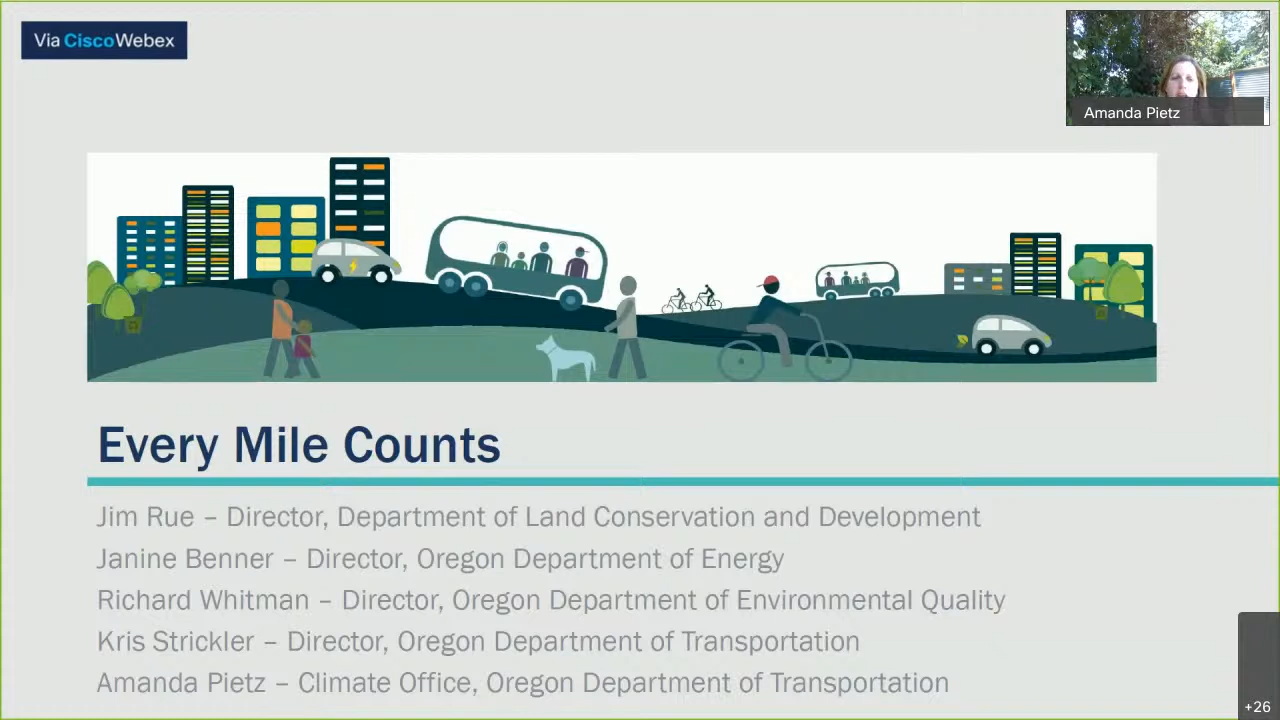 Via CiscoWebex
Amanda Pietz
Every Mile Counts
Jim Rue – Director, Department of Land Conservation and Development
Janine Benner – Director, Oregon Department of Energy
Richard Whitman – Director, Oregon Department of Environmental Quality
Kris Strickler – Director, Oregon Department of Transportation
Amanda Pietz – Climate Office, Oregon Department of Transportation
+26